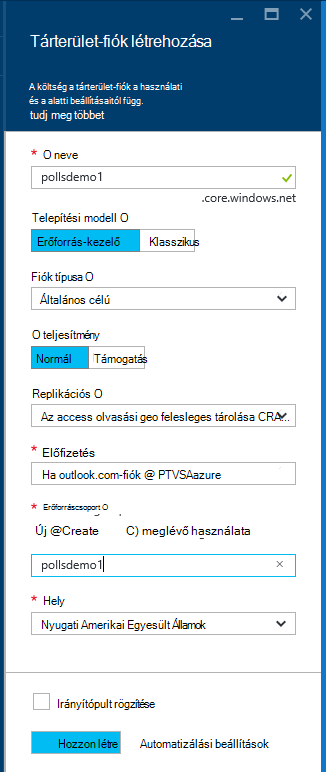 Tárterület-fiók létrehozása
A költség a tárterület-fiók a használati
és a alatti beállításaitól függ.
tudj meg többet
* O neve
pollsdemo1
.core.windows.net
Telepítési modell O
Erőforrás-kezelő Klasszikus
Fiók típusa O
Általános célú
O teljesítmény
Normál Támogatás
Replikációs O
Az access olvasási geo felesleges tárolása CRA...
* Előfizetés
Ha outlook.com-fiók @ PTVSAazure
* Erőforráscsoport O
Új @Create C) meglévő használata
pollsdemo1
* Hely
Nyugati Amerikai Egyesült Államok
Irányítópult rögzítése
Hozzon létre Automatizálási beállítások